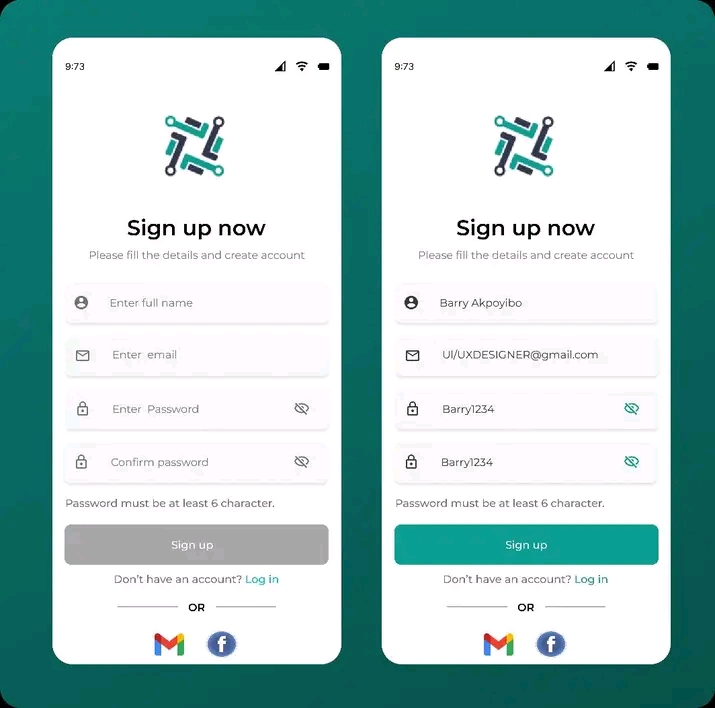 9:73
Sign up now
Please fill the details and create account
Enter full name
Enter email
Enter Password
Confirm password
Password must be at least 6 character.
Sign up
Don't have an account? Log in
OR
f
9:73
Sign up now
Please fill the details and create account
Barry Akpoyibo
UI/UXDESIGNER@gmail.com
Barry1234
Barry1234
Password must be at least 6 character.
Sign up
Don't have an account? Log in
OR
f